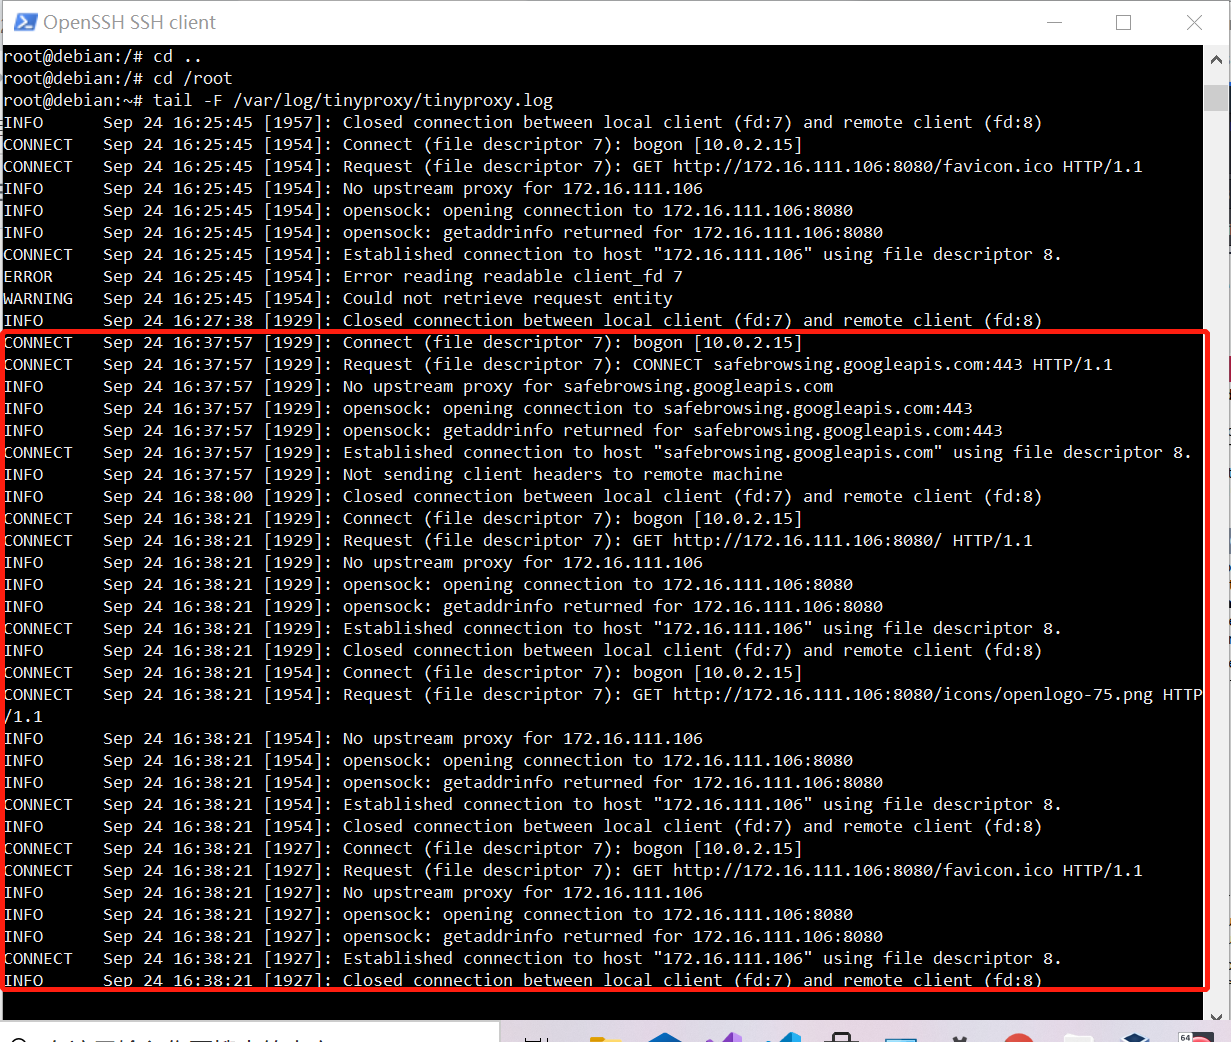 OpenSSH SSH client
root@debian:/# cd ..
root@debian:/# cd /root
root@debian:~# tail -F /var/log/tinyproxy/tinyproxy.log
INFO      Sep 24 16:25:45 [1957]: Closed connection between local client (fd:7) and remote client (fd:8)
CONNECT   Sep 24 16:25:45 [1954]: Connect (file descriptor 7): bogon [10.0.2.15]
CONNECT   Sep 24 16:25:45 [1954]: Request (file descriptor 7): GET http://172.16.111.106:8080/favicon.ico HTTP/1.1
INFO      Sep 24 16:25:45 [1954]: No upstream proxy for 172.16.111.106
INFO      Sep 24 16:25:45 [1954]: opensock: opening connection to 172.16.111.106:8080
INFO      Sep 24 16:25:45 [1954]: opensock: getaddrinfo returned for 172.16.111.106:8080
CONNECT   Sep 24 16:25:45 [1954]: Established connection to host "172.16.111.106" using file descriptor 8.
ERROR     Sep 24 16:25:45 [1954]: Error reading readable client_fd 7
WARNING   Sep 24 16:25:45 [1954]: Could not retrieve request entity
INFO      Sep 24 16:27:38 [1929]: Closed connection between local client (fd:7) and remote client (fd:8)
CONNECT   Sep 24 16:37:57 [1929]: Connect (file descriptor 7): bogon [10.0.2.15]
CONNECT   Sep 24 16:37:57 [1929]: Request (file descriptor 7): CONNECT safebrowsing.googleapis.com:443 HTTP/1.1
INFO      Sep 24 16:37:57 [1929]: No upstream proxy for safebrowsing.googleapis.com
INFO      Sep 24 16:37:57 [1929]: opensock: opening connection to safebrowsing.googleapis.com:443
INFO      Sep 24 16:37:57 [1929]: opensock: getaddrinfo returned for safebrowsing.googleapis.com:443
CONNECT   Sep 24 16:37:57 [1929]: Established connection to host "safebrowsing.googleapis.com" using file descriptor 8.
INFO      Sep 24 16:37:57 [1929]: Not sending client headers to remote machine
INFO      Sep 24 16:38:00 [1929]: Closed connection between local client (fd:7) and remote client (fd:8)
CONNECT   Sep 24 16:38:21 [1929]: Connect (file descriptor 7): bogon [10.0.2.15]
CONNECT   Sep 24 16:38:21 [1929]: Request (file descriptor 7): GET http://172.16.111.106:8080/ HTTP/1.1
INFO      Sep 24 16:38:21 [1929]: No upstream proxy for 172.16.111.106
INFO      Sep 24 16:38:21 [1929]: opensock: opening connection to 172.16.111.106:8080
INFO      Sep 24 16:38:21 [1929]: opensock: getaddrinfo returned for 172.16.111.106:8080
CONNECT   Sep 24 16:38:21 [1929]: Established connection to host "172.16.111.106" using file descriptor 8.
INFO      Sep 24 16:38:21 [1929]: Closed connection between local client (fd:7) and remote client (fd:8)
CONNECT   Sep 24 16:38:21 [1954]: Connect (file descriptor 7): bogon [10.0.2.15]
CONNECT   Sep 24 16:38:21 [1954]: Request (file descriptor 7): GET http://172.16.111.106:8080/icons/openlogo-75.png HTTP
/1.1
INFO      Sep 24 16:38:21 [1954]: No upstream proxy for 172.16.111.106
INFO      Sep 24 16:38:21 [1954]: opensock: opening connection to 172.16.111.106:8080
INFO      Sep 24 16:38:21 [1954]: opensock: getaddrinfo returned for 172.16.111.106:8080
CONNECT   Sep 24 16:38:21 [1954]: Established connection to host "172.16.111.106" using file descriptor 8.
INFO      Sep 24 16:38:21 [1954]: Closed connection between local client (fd:7) and remote client (fd:8)
CONNECT   Sep 24 16:38:21 [1927]: Connect (file descriptor 7): bogon [10.0.2.15]
CONNECT   Sep 24 16:38:21 [1927]: Request (file descriptor 7): GET http://172.16.111.106:8080/favicon.ico HTTP/1.1
INFO      Sep 24 16:38:21 [1927]: No upstream proxy for 172.16.111.106
INFO      Sep 24 16:38:21 [1927]: opensock: opening connection to 172.16.111.106:8080
INFO      Sep 24 16:38:21 [1927]: opensock: getaddrinfo returned for 172.16.111.106:8080
CONNECT   Sep 24 16:38:21 [1927]: Established connection to host "172.16.111.106" using file descriptor 8.
INFO      Sep 24 16:38:21 [1927]: Closed connection between local client (fd:7) and remote client (fd:8)
64